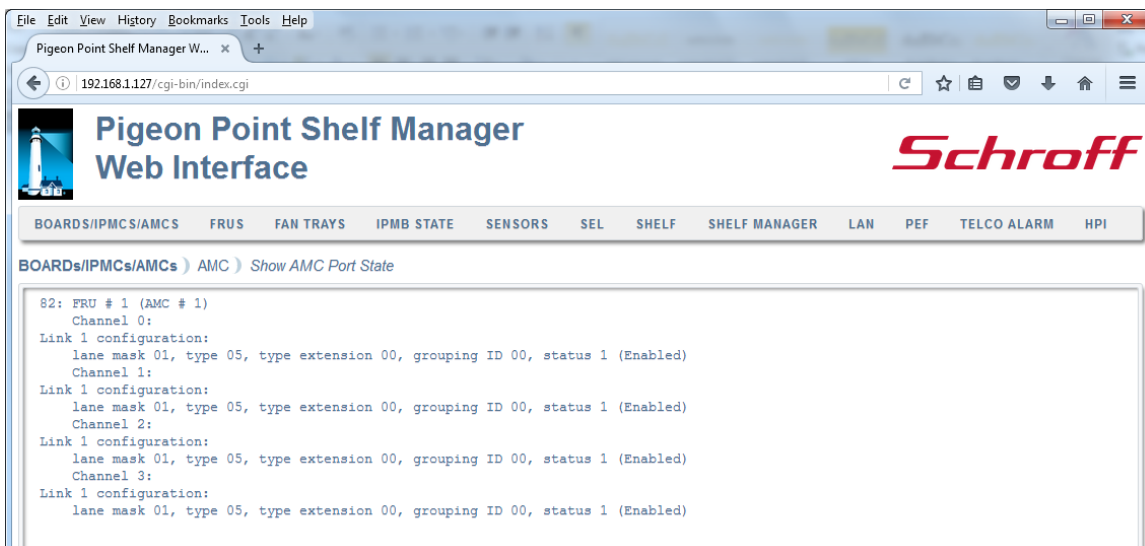 File Edit View History Bookmarks Tools Help
Pigeon Point Shelf Manager W... × +
192.168.1.127/cgi-bin/index.cgi
Pigeon Point Shelf Manager
Web Interface
Schroff
BOARDS/IPMCS/AMCS FRUS FAN TRAYS IPMB STATE SENSORS SEL SHELF SHELF MANAGER LAN PEF TELCO ALARM HPI
BOARDs/IPMCs/AMCs ) AMC ) Show AMC Port State
82: FRU # 1 (AMC # 1)
Channel 0:
Link 1 configuration:
lane mask 01, type 05, type extension 00, grouping ID 00, status 1 (Enabled)
Channel 1:
Link 1 configuration:
lane mask 01, type 05, type extension 00, grouping ID 00, status 1 (Enabled)
Channel 2:
Link 1 configuration:
lane mask 01, type 05, type extension 00, grouping ID 00, status 1 (Enabled)
Channel 3:
Link 1 configuration:
lane mask 01, type 05, type extension 00, grouping ID 00, status 1 (Enabled)